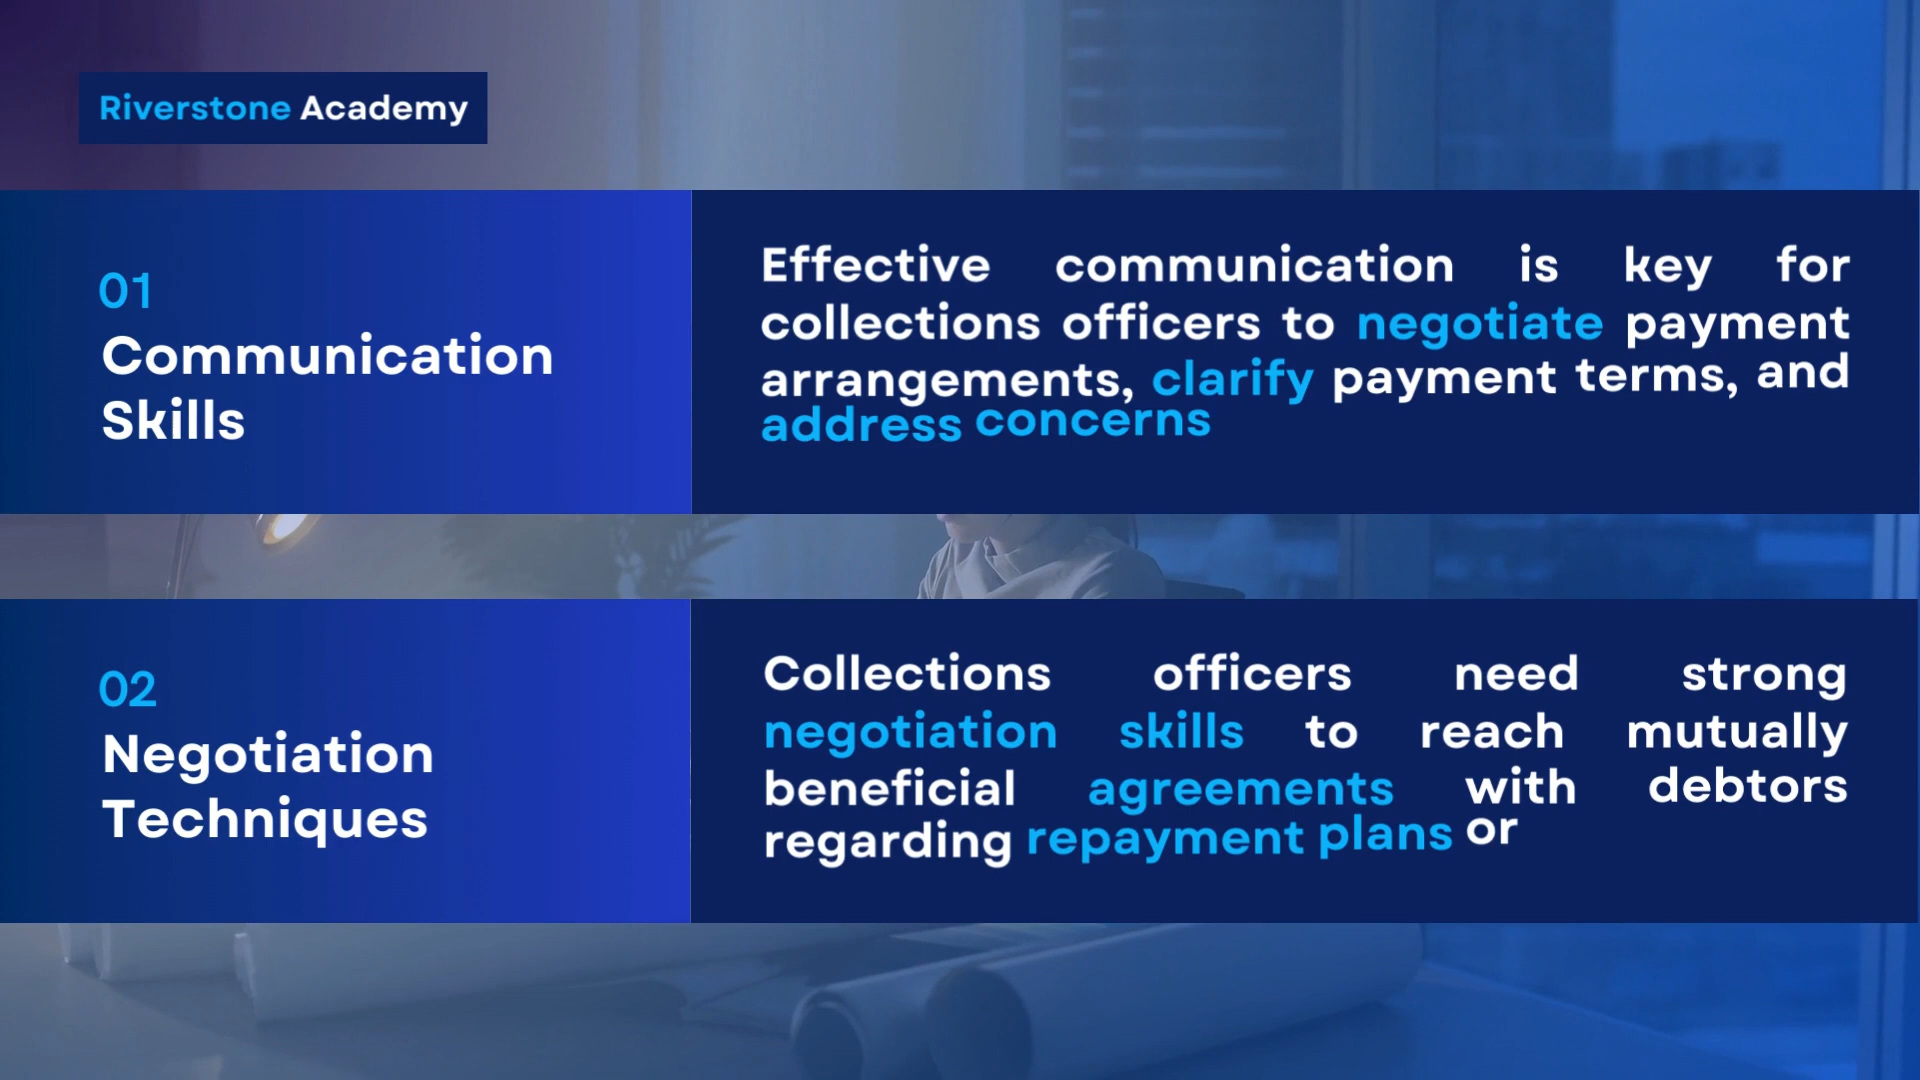 Riverstone Academy
01
Communication
Skills
Effective communication is key for
collections officers to negotiate payment
arrangements, clarify payment terms, and
address concerns
02
Negotiation
Techniques
Collections officers need strong
negotiation skills to reach mutually
beneficial agreements with debtors
regarding repayment plans or